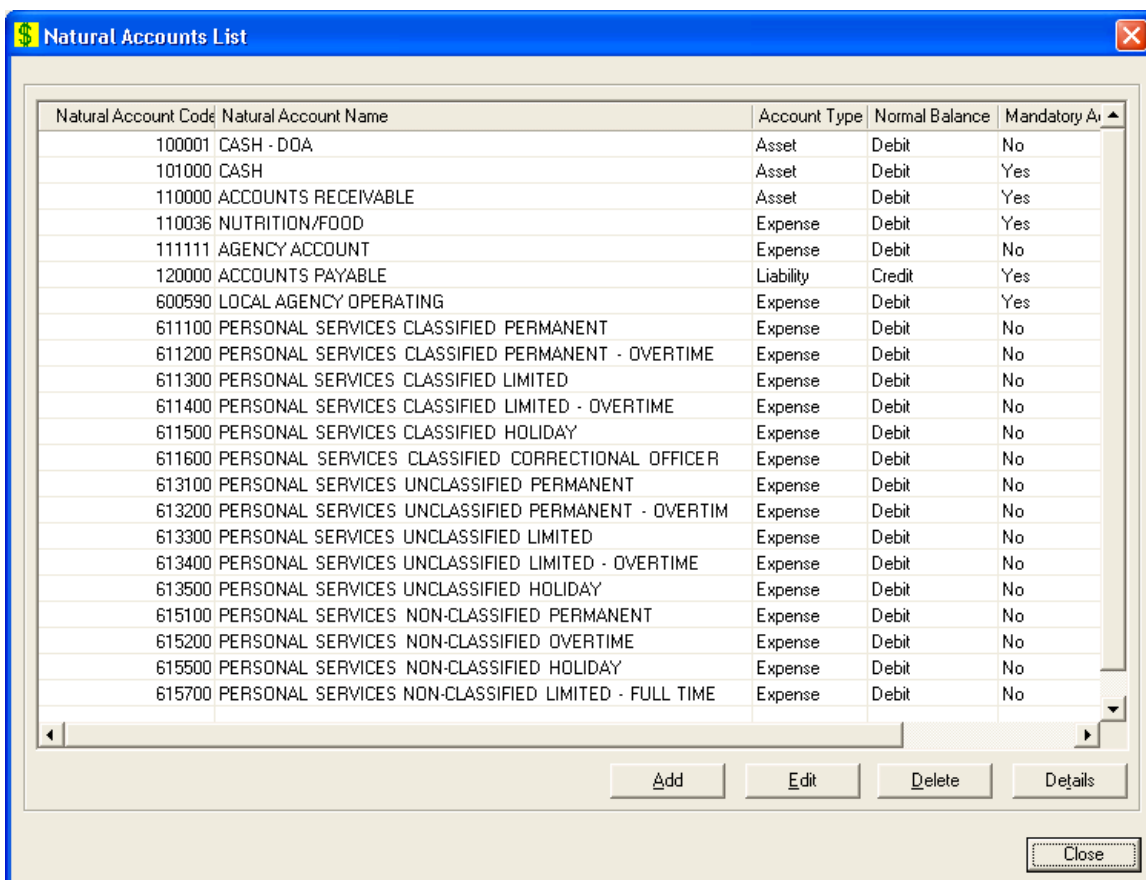 Natural Accounts List
Natural Account Code Natural Account Name Account Type Normal Balance Mandatory A
100001 CASH - DOA Asset Debit No
101000 CASH Asset Debit Yes
110000 ACCOUNTS RECEIVABLE Asset Debit Yes
110036 NUTRITION/FOOD Expense Debit Yes
111111 AGENCY ACCOUNT Expense Debit No
120000 ACCOUNTS PAYABLE Liability Credit Yes
600590 LOCAL AGENCY OPERATING Expense Debit Yes
611100 PERSONAL SERVICES CLASSIFIED PERMANENT Expense Debit No
611200 PERSONAL SERVICES CLASSIFIED PERMANENT - OVERTIME Expense Debit No
611300 PERSONAL SERVICES CLASSIFIED LIMITED Expense Debit No
611400 PERSONAL SERVICES CLASSIFIED LIMITED - OVERTIME Expense Debit No
611500 PERSONAL SERVICES CLASSIFIED HOLIDAY Expense Debit No
611600 PERSONAL SERVICES CLASSIFIED CORRECTIONAL OFFICER Expense Debit No
613100 PERSONAL SERVICES UNCLASSIFIED PERMANENT Expense Debit No
613200 PERSONAL SERVICES UNCLASSIFIED PERMANENT - OVERTIM Expense Debit No
613300 PERSONAL SERVICES UNCLASSIFIED LIMITED Expense Debit No
613400 PERSONAL SERVICES UNCLASSIFIED LIMITED - OVERTIME Expense Debit No
613500 PERSONAL SERVICES UNCLASSIFIED HOLIDAY Expense Debit No
615100 PERSONAL SERVICES NON-CLASSIFIED PERMANENT Expense Debit No
615200 PERSONAL SERVICES NON-CLASSIFIED OVERTIME Expense Debit No
615500 PERSONAL SERVICES NON-CLASSIFIED HOLIDAY Expense Debit No
615700 PERSONAL SERVICES NON-CLASSIFIED LIMITED - FULL TIME Expense Debit No
Add Edit Delete Details
Close